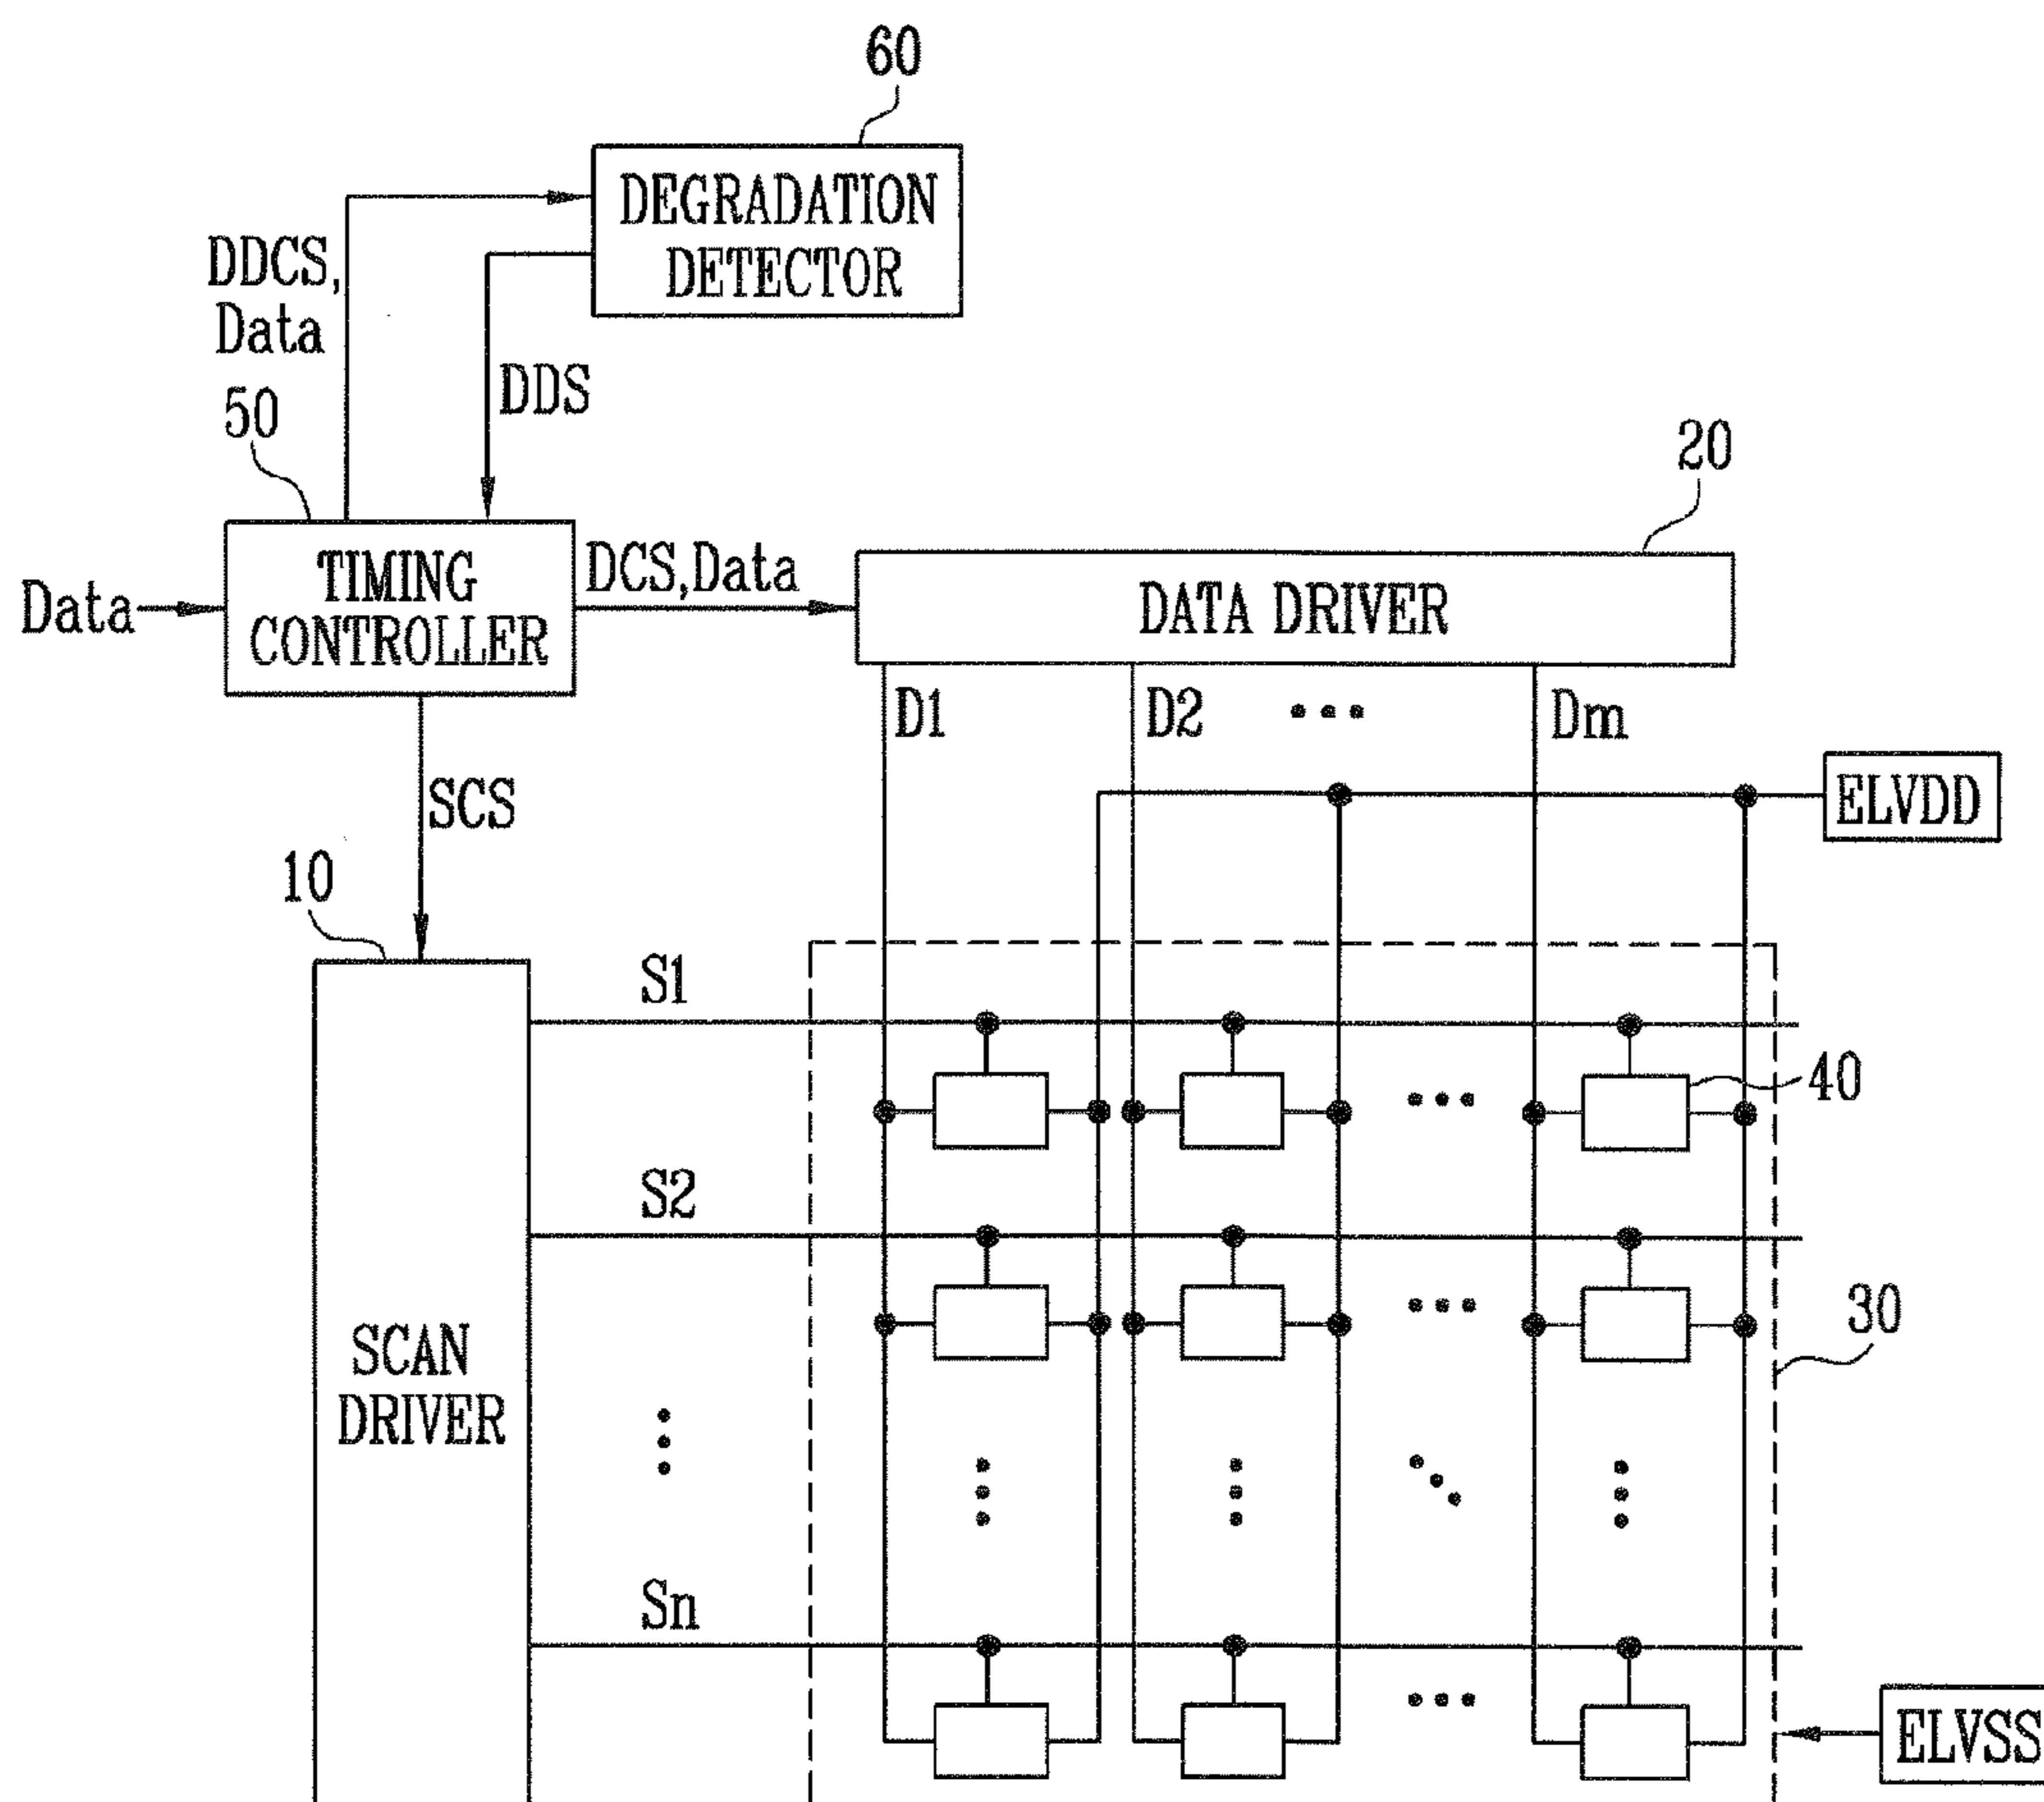 60
DEGRADATION
DETECTOR
DDCS,
Data
DDS
50
20
TIMING
CONTROLLER
Data
DCS,Data
DATA DRIVER
D1
D2
Dm
SCS
ELVDD
10
S1
40
S2
30
SCAN
DRIVER
Sn
ELVSS